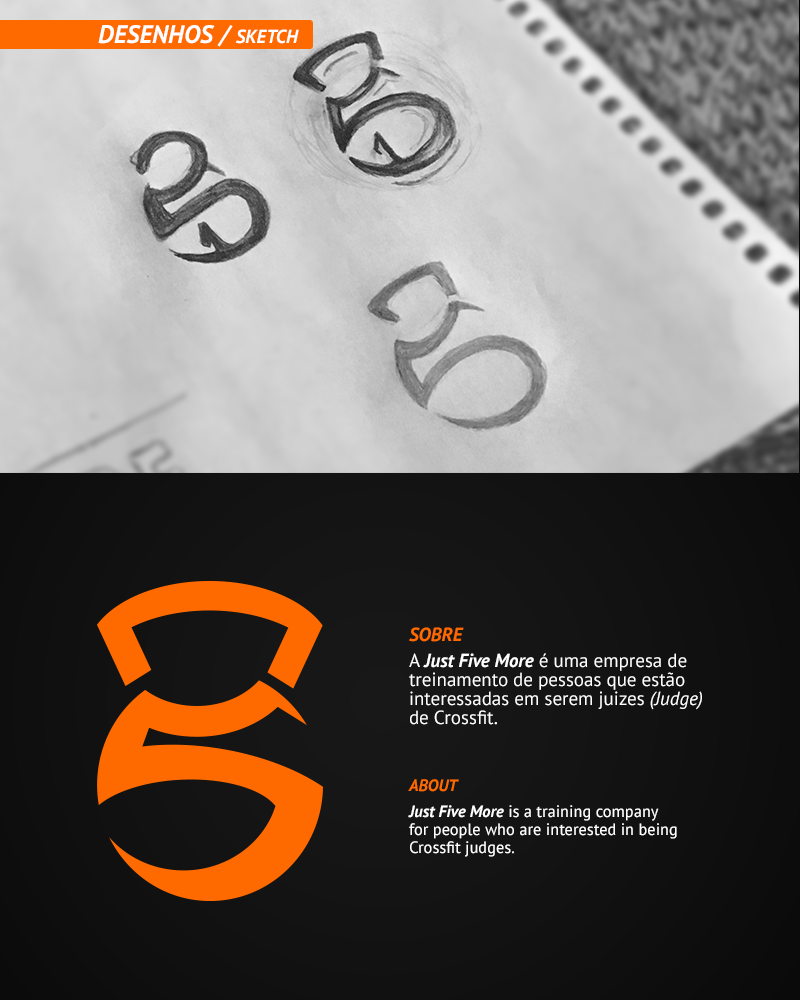 DESENHOS / SKETCH
SOBRE
A Just Five More é uma empresa de
treinamento de pessoas que estão
interessadas em serem juizes (Judge)
de Crossfit.
ABOUT
Just Five More is a training company
for people who are interested in being
Crossfit judges.